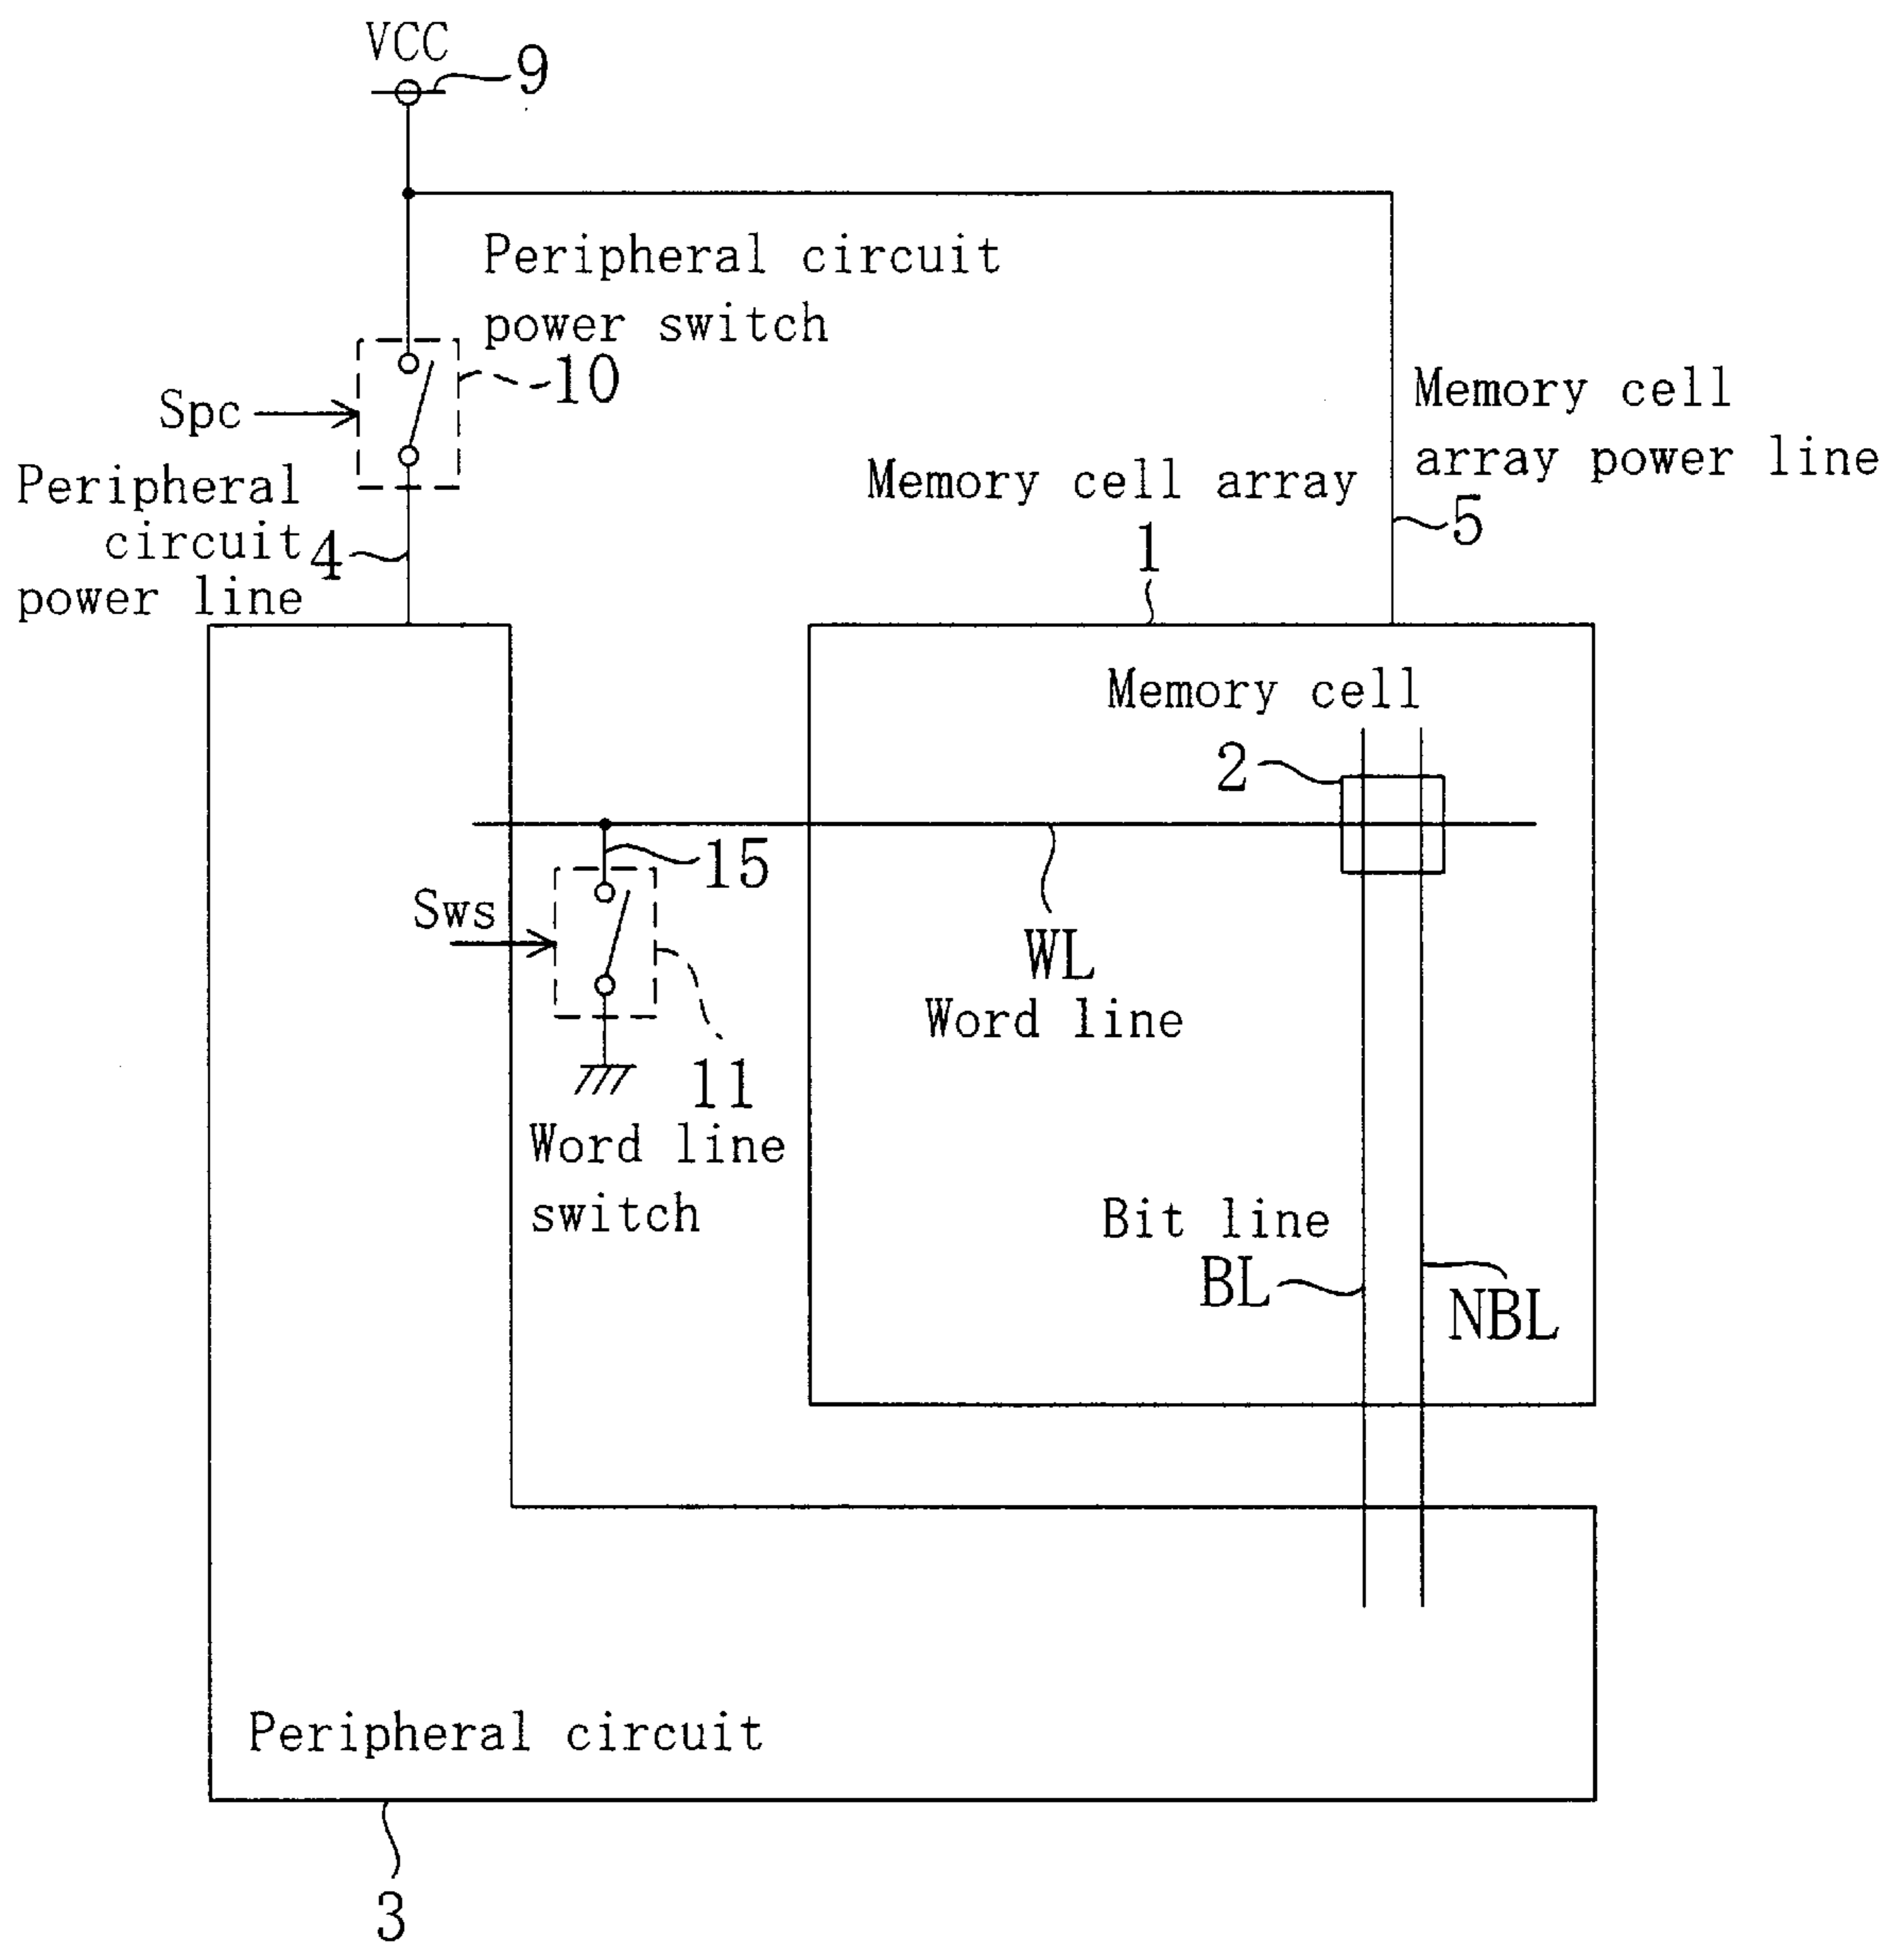 VCC
9
Peripheral circuit
power switch
10
Spc
Memory cell
array power line
5
Memory cell array
1
Peripheral
circuit
power line
4
Memory cell
2
15
Sws
WL
Word line
11
Word line
switch
Bit line
BL
NBL
Peripheral circuit
3